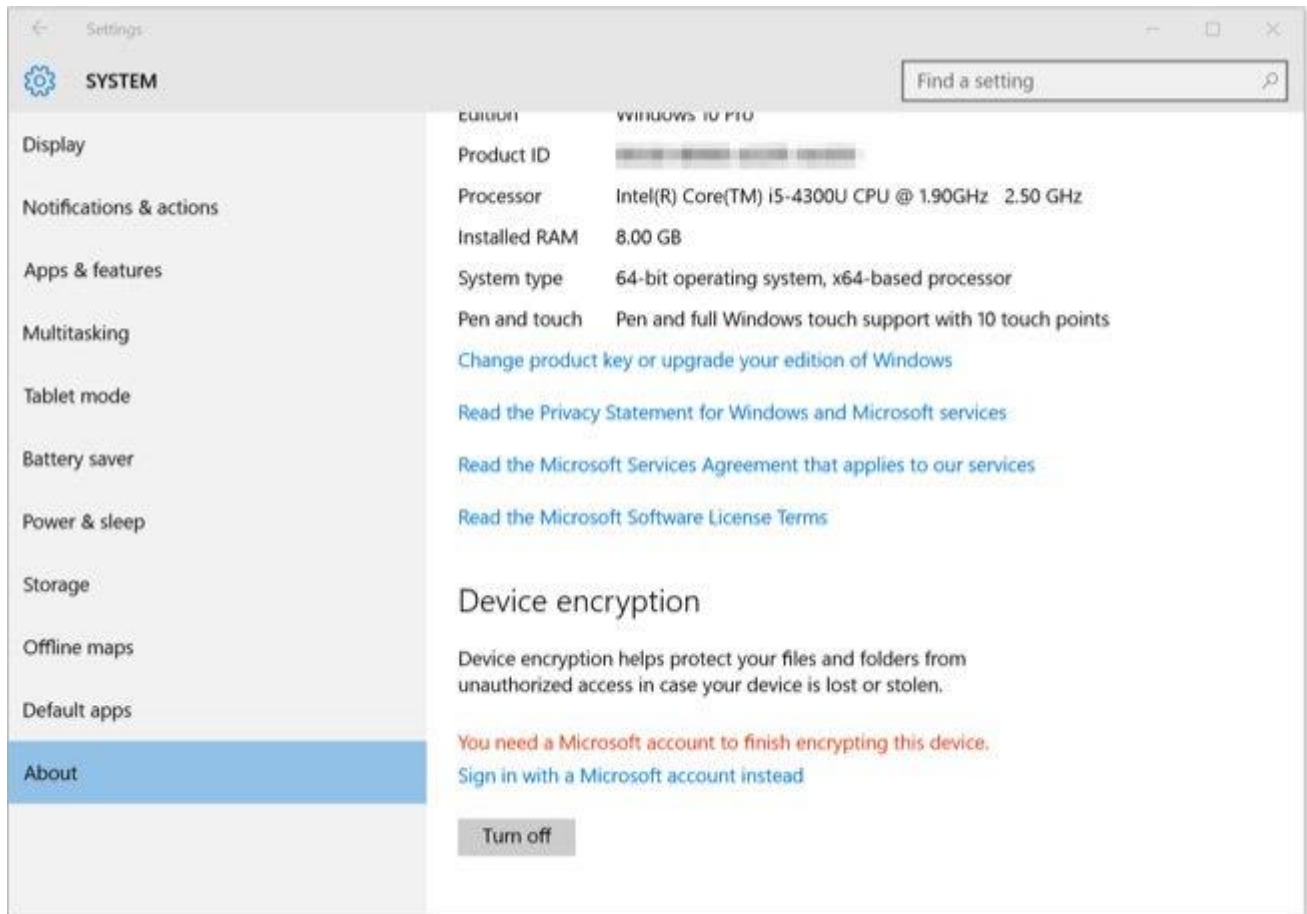 Settings
SYSTEM
Find a setting
Display
Notifications & actions
Apps & features
Multitasking
Tablet mode
Battery saver
Power & sleep
Storage
Offline maps
Default apps
About
Edition Windows 10 Pro
Product ID
Processor Intel(R) Core(TM) i5-4300U CPU @ 1.90GHz 2.50 GHz
Installed RAM 8.00 GB
System type 64-bit operating system, x64-based processor
Pen and touch Pen and full Windows touch support with 10 touch points
Change product key or upgrade your edition of Windows
Read the Privacy Statement for Windows and Microsoft services
Read the Microsoft Services Agreement that applies to our services
Read the Microsoft Software License Terms
Device encryption
Device encryption helps protect your files and folders from
unauthorized access in case your device is lost or stolen.
You need a Microsoft account to finish encrypting this device.
Sign in with a Microsoft account instead
Turn off